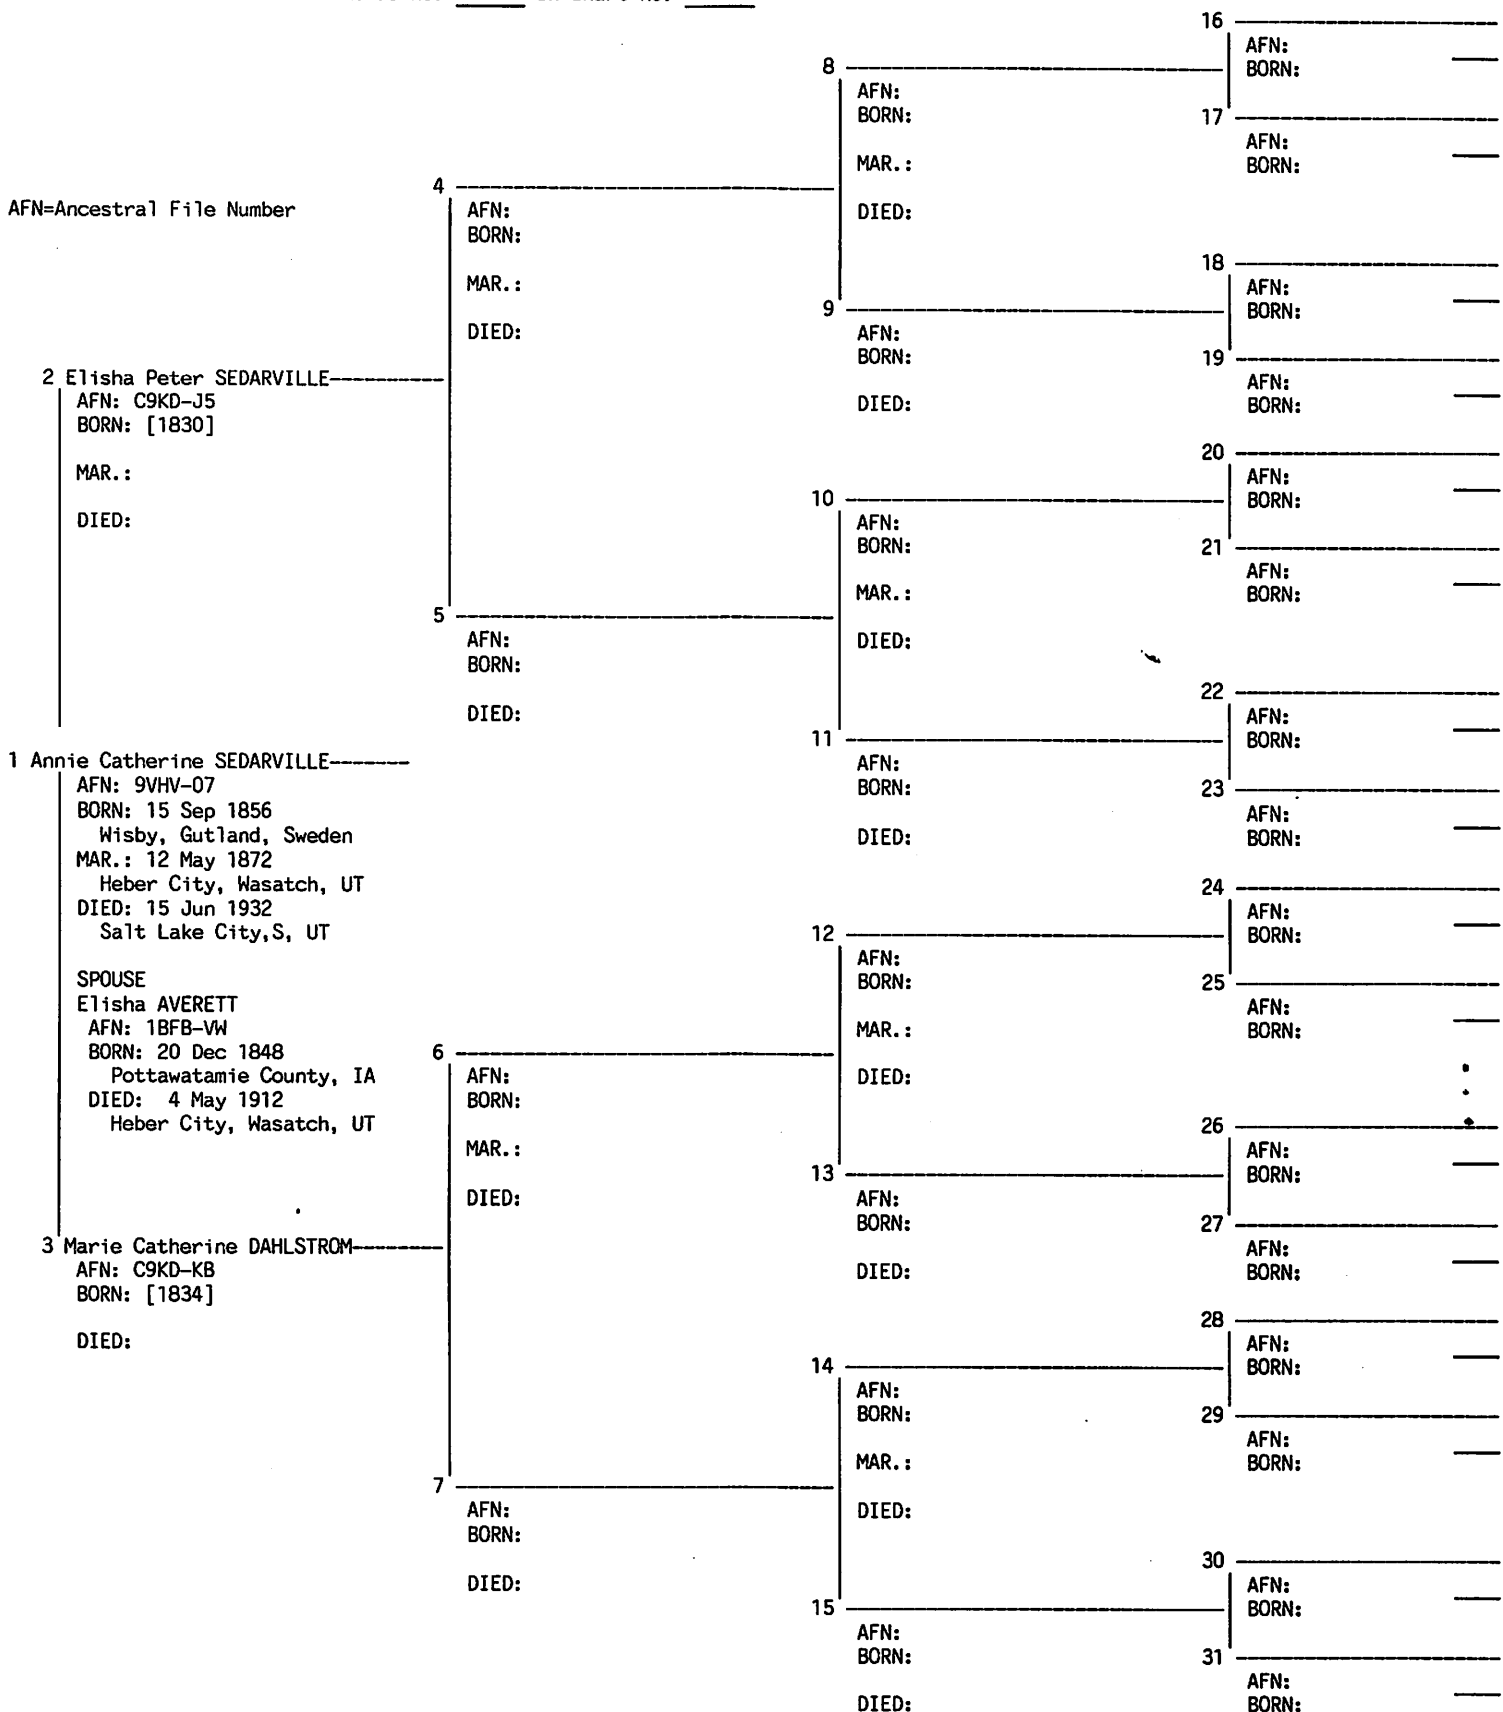 AFN=Ancestral File Number
1 Annie Catherine SEDARVILLE
AFN: 9VHV-07
BORN: 15 Sep 1856
Wisby, Gutland, Sweden
MAR.: 12 May 1872
Heber City, Wasatch, UT
DIED: 15 Jun 1932
Salt Lake City,S, UT
SPOUSE
Elisha AVERETT
AFN: 1BFB-VW
BORN: 20 Dec 1848
Pottawatamie County, IA
DIED: 4 May 1912
Heber City, Wasatch, UT
2 Elisha Peter SEDARVILLE
AFN: C9KD-J5
BORN: [1830]
MAR.:
DIED:
3 Marie Catherine DAHLSTROM
AFN: C9KD-KB
BORN: [1834]
DIED:
4
AFN:
BORN:
MAR.:
DIED:
5
AFN:
BORN:
DIED:
6
AFN:
BORN:
MAR.:
DIED:
7
AFN:
BORN:
DIED:
8
AFN:
BORN:
MAR.:
DIED:
9
AFN:
BORN:
DIED:
10
AFN:
BORN:
MAR.:
DIED:
11
AFN:
BORN:
DIED:
12
AFN:
BORN:
MAR.:
DIED:
13
AFN:
BORN:
DIED:
14
AFN:
BORN:
MAR.:
DIED:
15
AFN:
BORN:
DIED:
16
AFN:
BORN:
17
AFN:
BORN:
18
AFN:
BORN:
19
AFN:
BORN:
20
AFN:
BORN:
21
AFN:
BORN:
22
AFN:
BORN:
23
AFN:
BORN:
24
AFN:
BORN:
25
AFN:
BORN:
26
AFN:
BORN:
27
AFN:
BORN:
28
AFN:
BORN:
29
AFN:
BORN:
30
AFN:
BORN:
31
AFN:
BORN: